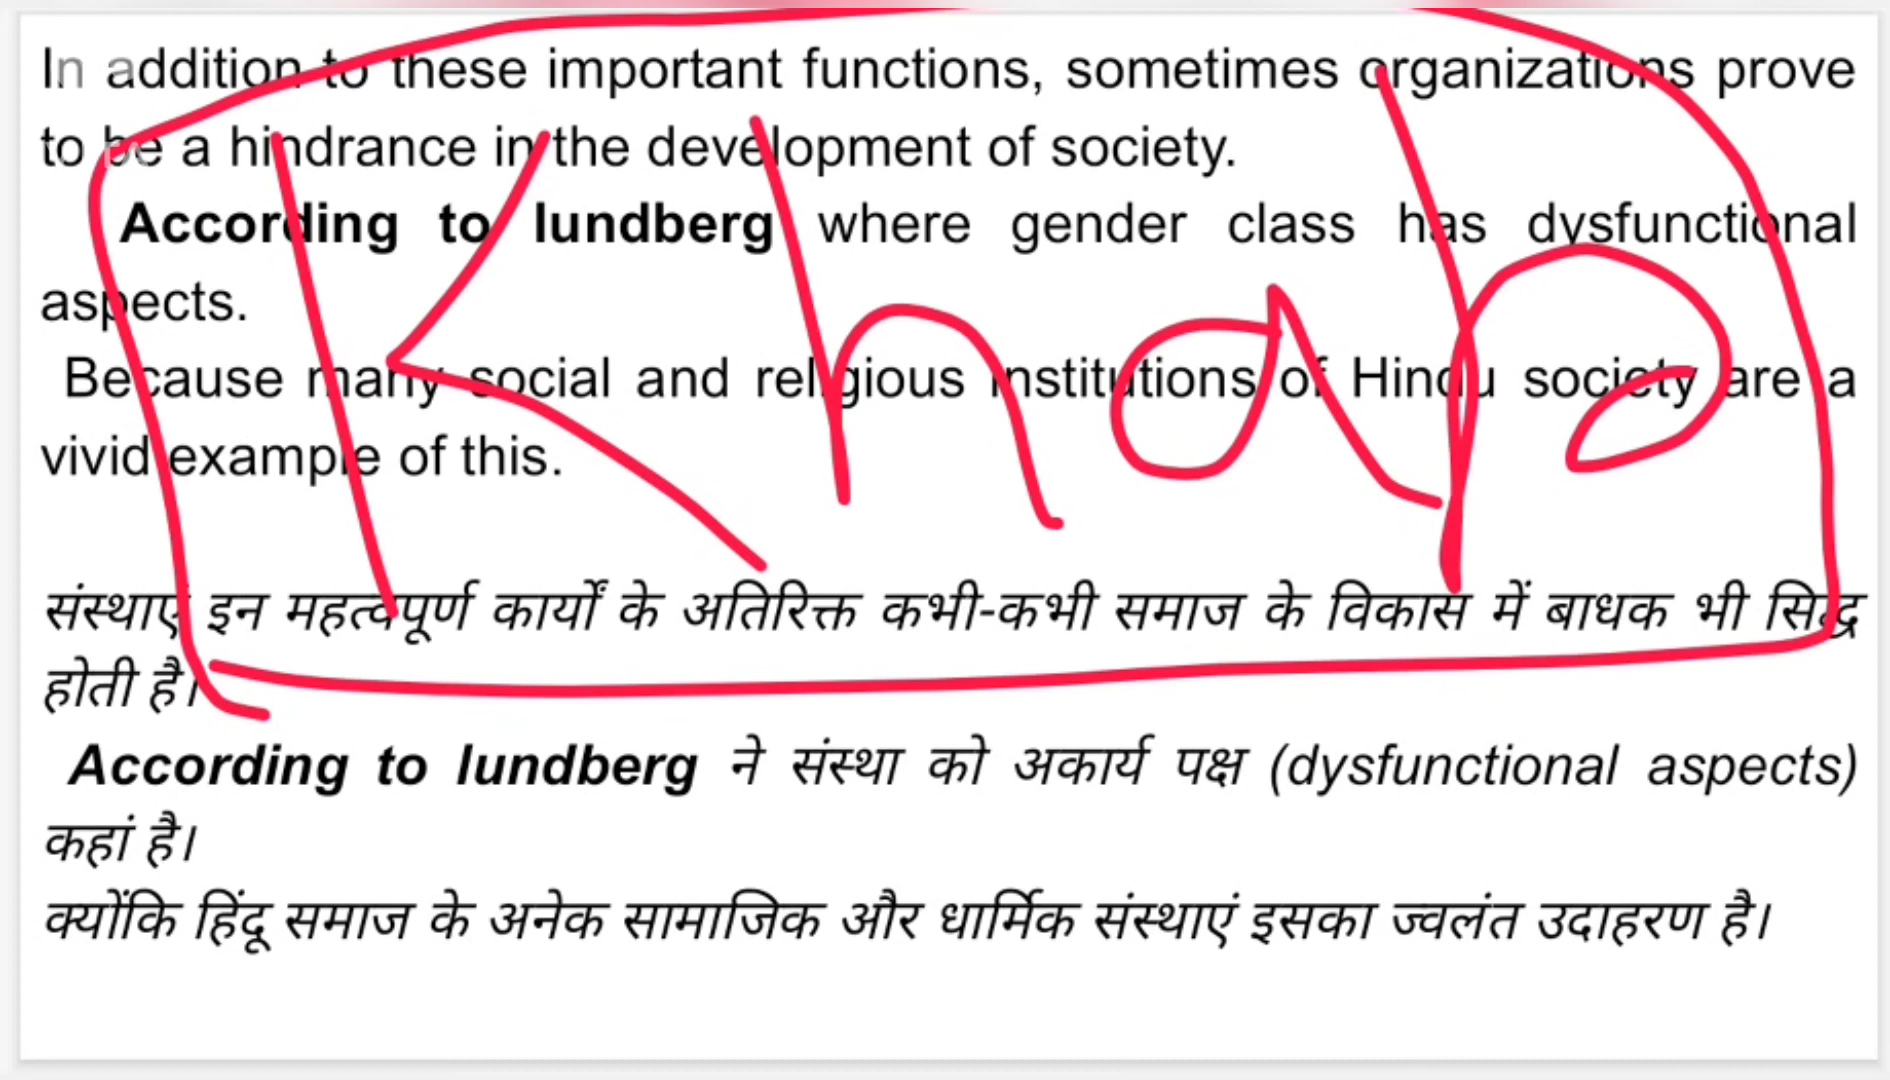 In addition to these important functions, sometimes organizations prove
to be a hindrance in the development of society.
According to lundberg where gender class has dysfunctional
aspects.
Because many social and religious institutions of Hindu society are a
vivid example of this.
Khap
संस्थाएं इन महत्वपूर्ण कार्यों के अतिरिक्त कभी-कभी समाज के विकास में बाधक भी सिद्ध
होती है।
According to lundberg ने संस्था को अकार्य पक्ष (dysfunctional aspects)
कहां है।
क्योंकि हिंदू समाज के अनेक सामाजिक और धार्मिक संस्थाएं इसका ज्वलंत उदाहरण है।